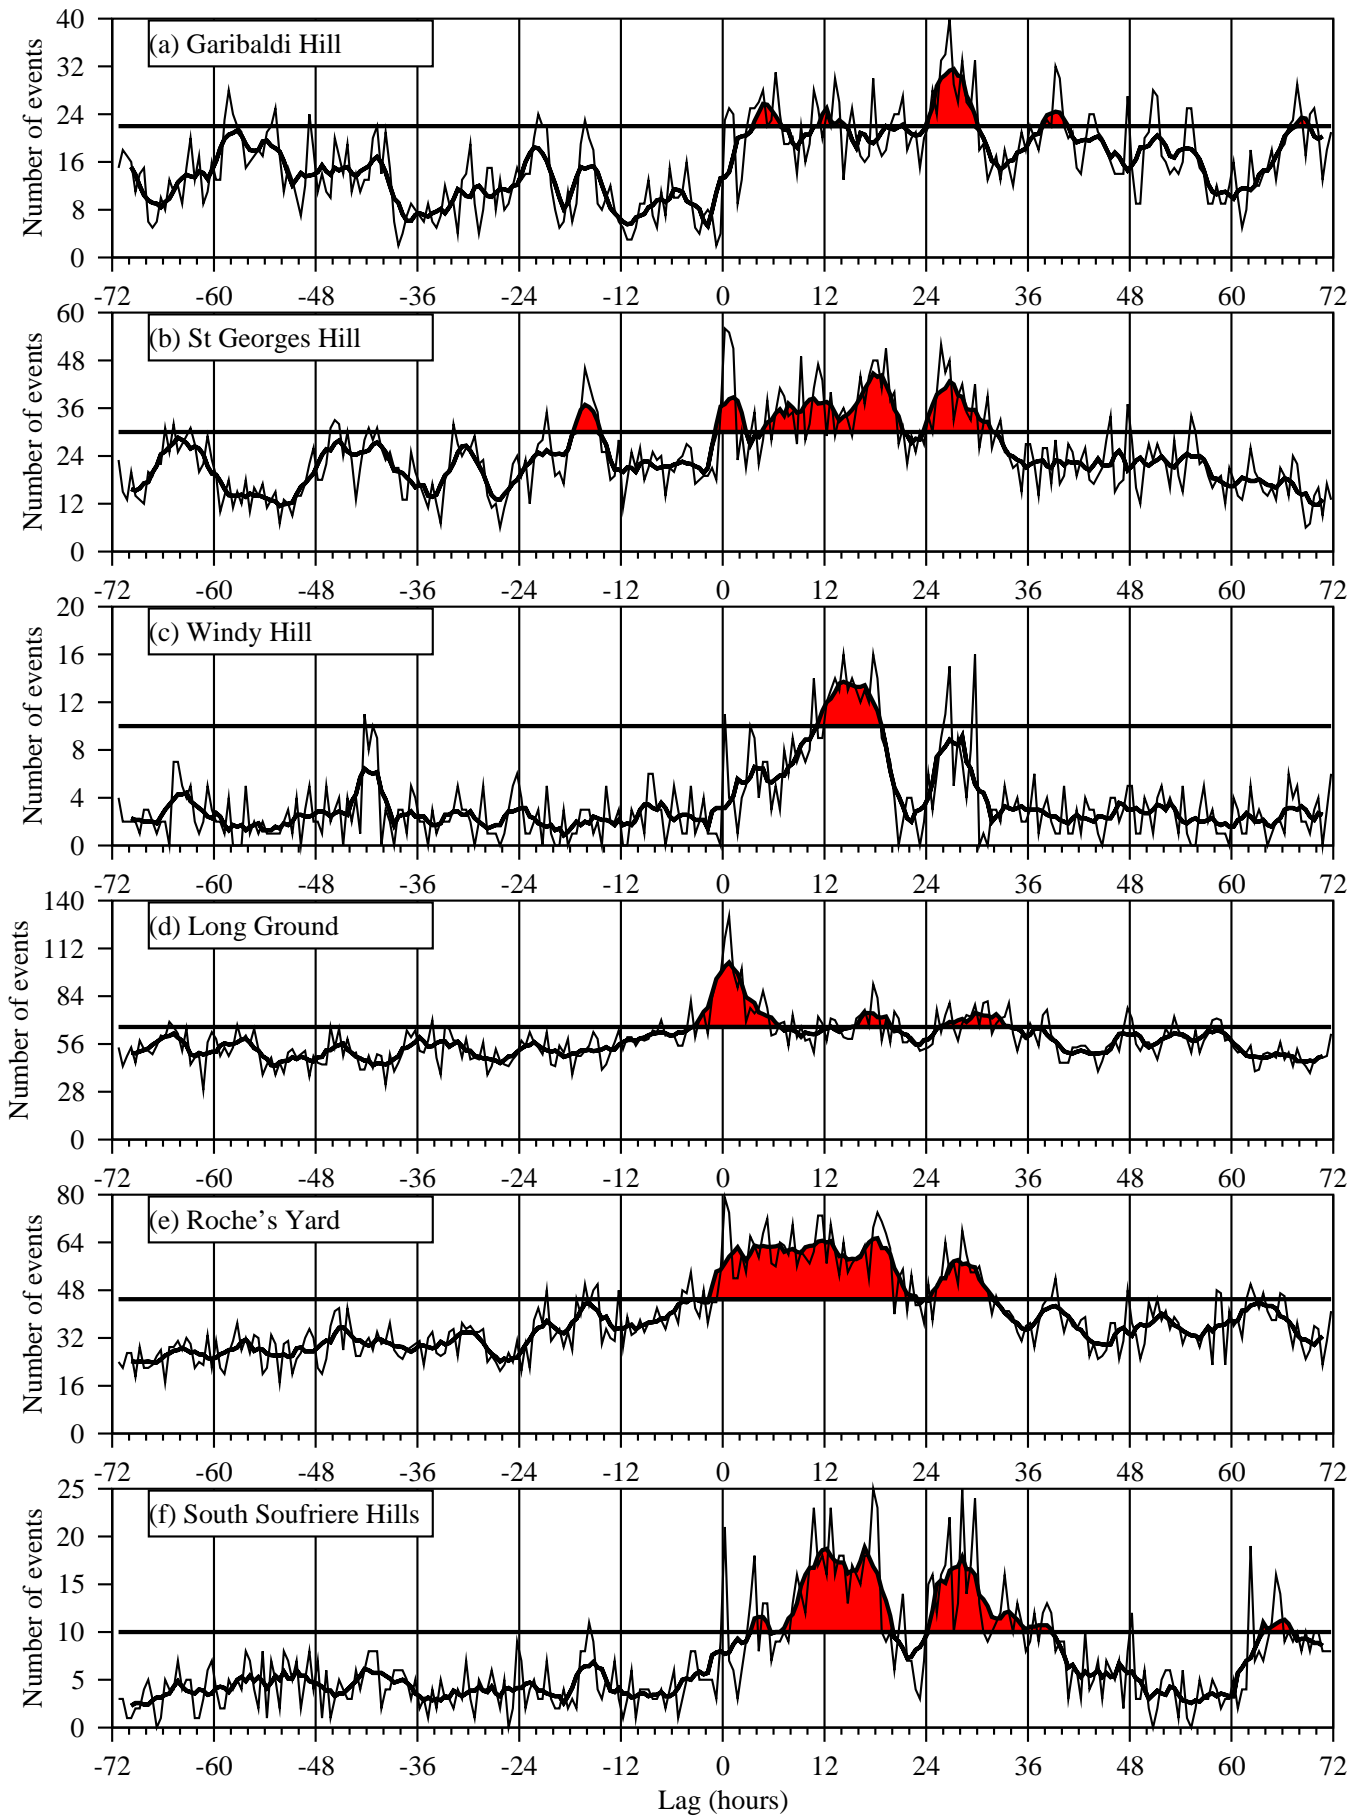 Number of events
(a) Garibaldi Hill
40
32
24
16
8
0
-72 -60 -48 -36 -24 -12 0 12 24 36 48 60 72
Number of events
(b) St Georges Hill
60
48
36
24
12
0
-72 -60 -48 -36 -24 -12 0 12 24 36 48 60 72
Number of events
(c) Windy Hill
20
16
12
8
4
0
-72 -60 -48 -36 -24 -12 0 12 24 36 48 60 72
Number of events
(d) Long Ground
140
112
84
56
28
0
-72 -60 -48 -36 -24 -12 0 12 24 36 48 60 72
Number of events
(e) Roche's Yard
80
64
48
32
16
0
-72 -60 -48 -36 -24 -12 0 12 24 36 48 60 72
Number of events
(f) South Soufriere Hills
25
20
15
10
5
0
-72 -60 -48 -36 -24 -12 0 12 24 36 48 60 72
Lag (hours)